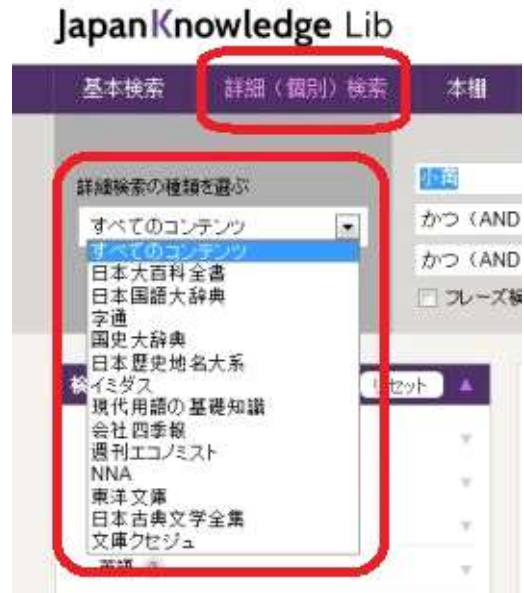 JapanKnowledge Lib
基本検索
詳細（個別）検索
本棚
詳細検索の種類を選ぶ
すべてのコンテンツ
すべてのコンテンツ
日本大百科全書
日本国語大辞典
字通
国史大辞典
日本歴史地名大系
イミダス
現代用語の基礎知識
会社四季報
週刊エコノミスト
NNA
東洋文庫
日本古典文学全集
文庫クセジュ
かつ（AND
かつ（AND
フレーズ検
検
リセット
英語